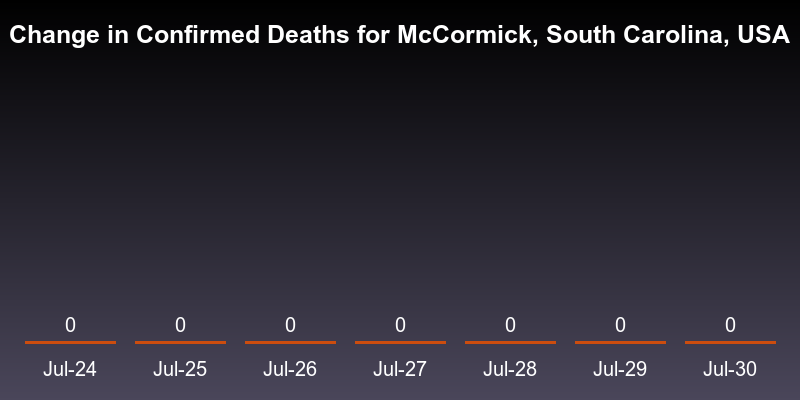 Change in Confirmed Deaths for McCormick, South Carolina, USA
0 0 0 0 0 0 0
Jul-24 Jul-25 Jul-26 Jul-27 Jul-28 Jul-29 Jul-30